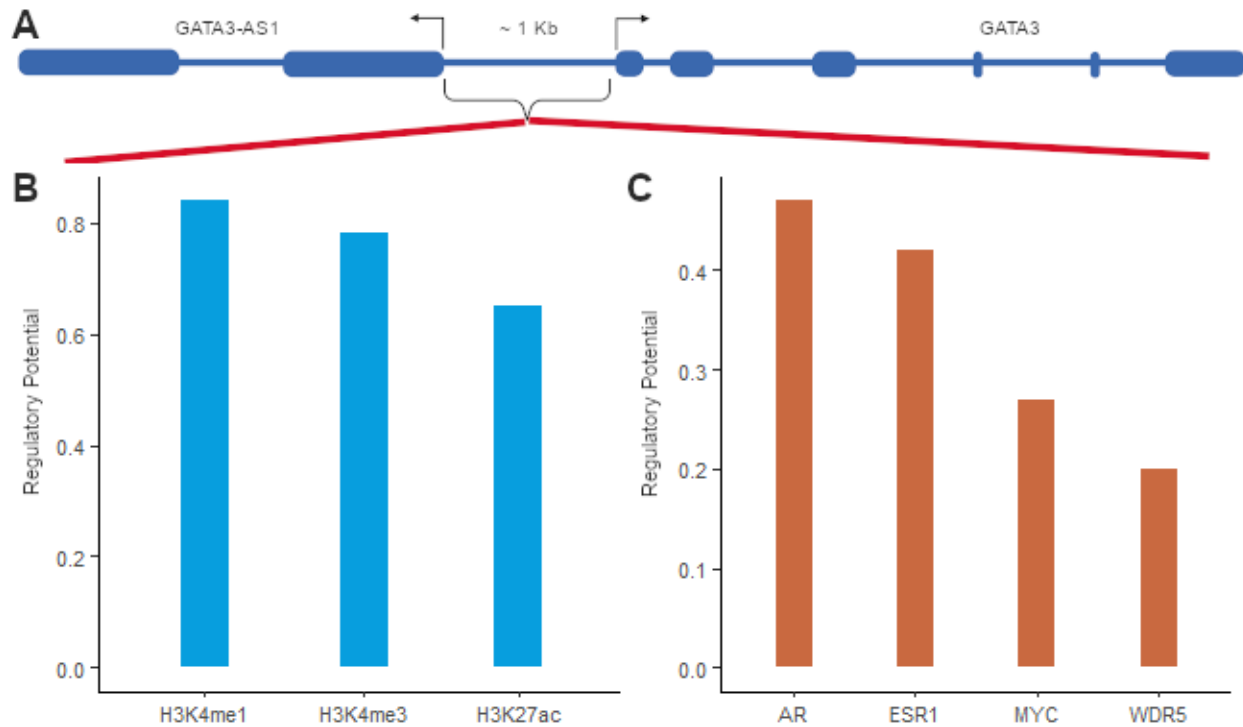 A
GATA3-AS1
~ 1 Kb
GATA3
B
Regulatory Potential
0.8
0.6
0.4
0.2
0.0
H3K4me1
H3K4me3
H3K27ac
C
Regulatory Potential
0.4
0.3
0.2
0.1
0.0
AR
ESR1
MYC
WDR5